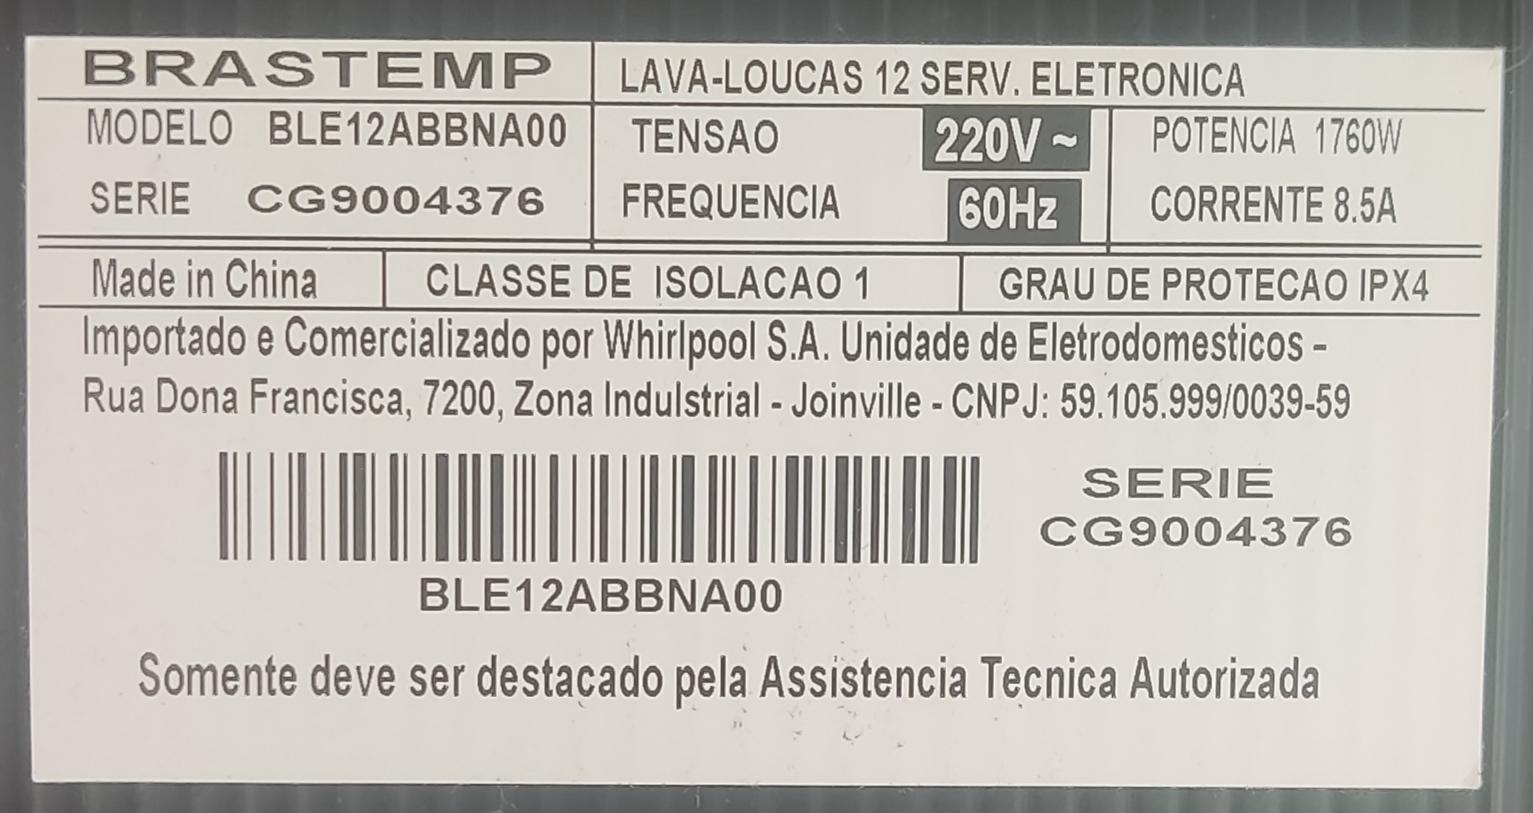 BRASTEMP
LAVA-LOUCAS 12 SERV. ELETRONICA
MODELO BLE12ABBNA00
SERIE CG9004376
TENSAO 220V ~
FREQUENCIA 60Hz
POTENCIA 1760W
CORRENTE 8.5A
Made in China
CLASSE DE ISOLACAO 1
GRAU DE PROTECAO IPX4
Importado e Comercializado por Whirlpool S.A. Unidade de Eletrodomesticos -
Rua Dona Francisca, 7200, Zona Indulstrial - Joinville - CNPJ: 59.105.999/0039-59
SERIE
CG9004376
BLE12ABBNA00
Somente deve ser destacado pela Assistencia Tecnica Autorizada